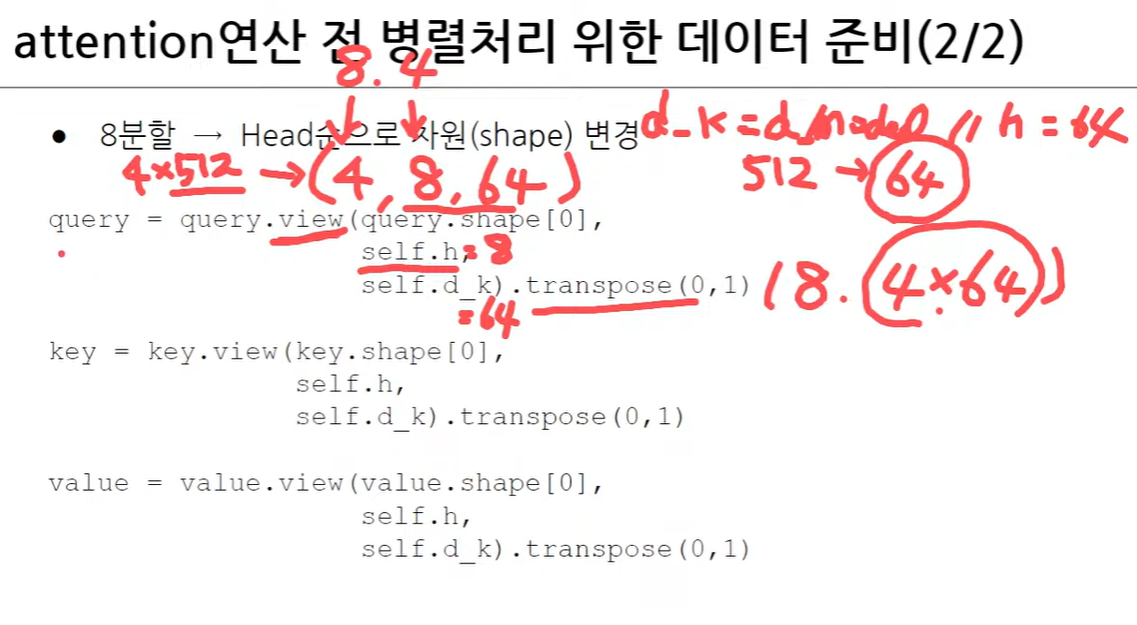 attention연산 전 병렬처리 위한 데이터 준비(2/2)
8. 4
● 8분할 → Head순으로 차원(shape) 변경
d_k = d_model // h = 64
4×512 → (4, 8, 64)
512 → 64
query = query.view(query.shape[0],
self.h, = 8
self.d_k).transpose(0,1) (8. (4×64))
= 64
key = key.view(key.shape[0],
self.h,
self.d_k).transpose(0,1)
value = value.view(value.shape[0],
self.h,
self.d_k).transpose(0,1)